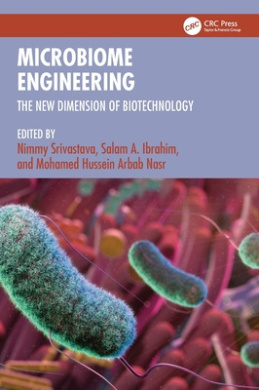 CRC Press
Taylor & Francis Group
MICROBIOME
ENGINEERING
THE NEW DIMENSION OF BIOTECHNOLOGY
EDITED BY
Nimmy Srivastava, Salam A. Ibrahim,
and Mohamed Hussein Arbab Nasr